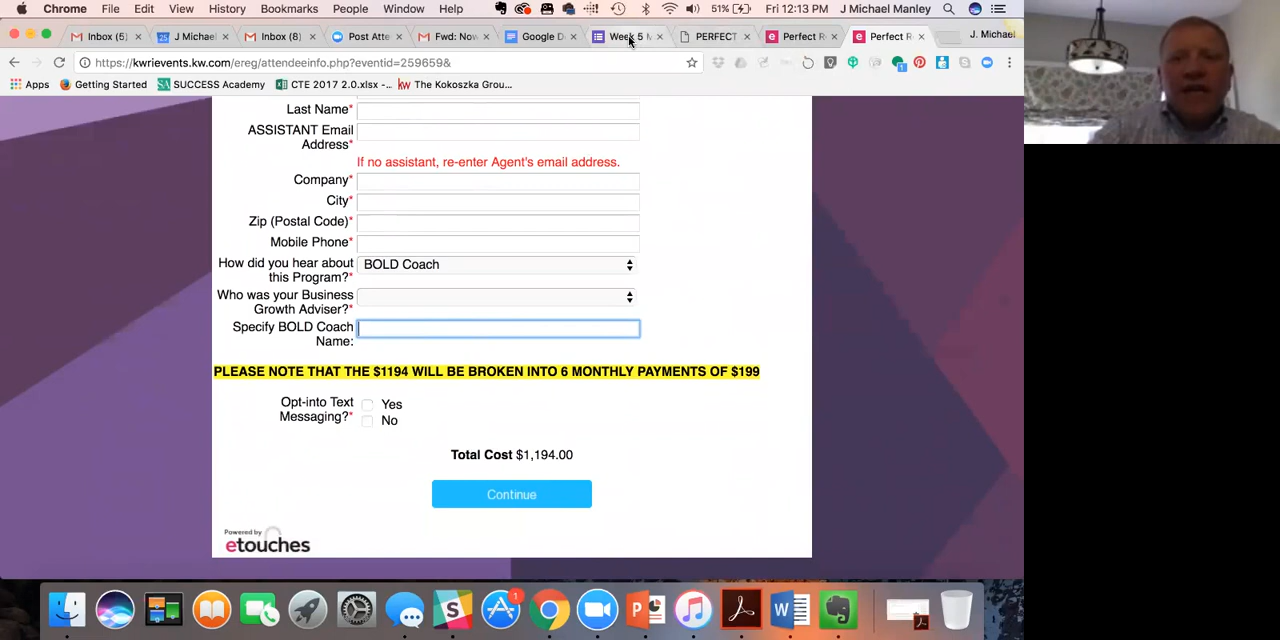 Chrome File Edit View History Bookmarks People Window Help 51% Fri 12:13 PM J Michael Manley
Inbox (5) J Michael Inbox (8) Post Atte Fwd: Now Google D Week 5 M PERFECT Perfect R Perfect R J. Michael
https://kwrievents.kw.com/ereg/attendeeinfo.php?eventid=259659&
Apps Getting Started SUCCESS Academy CTE 2017 2.0.xlsx -... The Kokoszka Grou...
Last Name*
ASSISTANT Email
Address*
If no assistant, re-enter Agent's email address.
Company*
City*
Zip (Postal Code)*
Mobile Phone*
How did you hear about
this Program?*
BOLD Coach
Who was your Business
Growth Adviser?*
Specify BOLD Coach
Name:
PLEASE NOTE THAT THE $1194 WILL BE BROKEN INTO 6 MONTHLY PAYMENTS OF $199
Opt-into Text
Messaging?*
Yes
No
Total Cost $1,194.00
Continue
Powered by
etouches